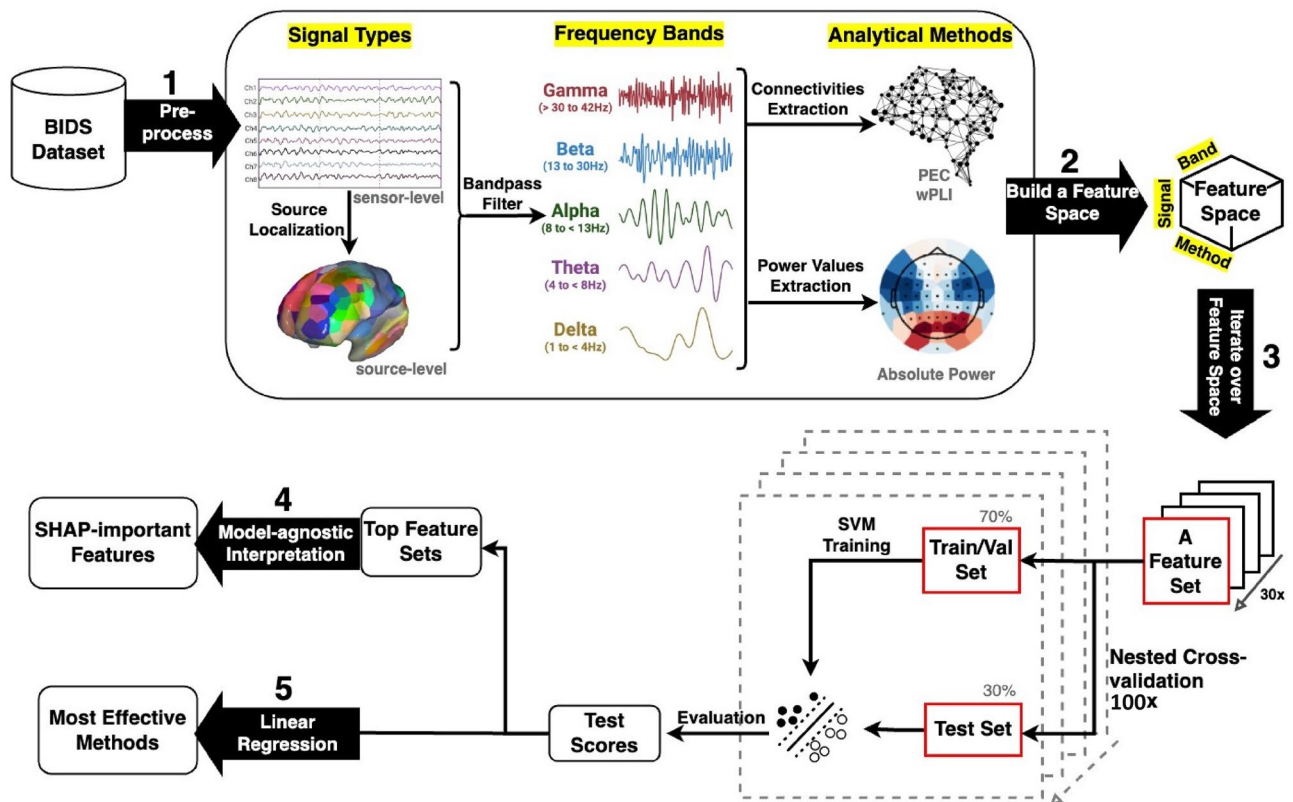 Signal Types
Frequency Bands
Analytical Methods
1
Pre-
process
BIDS
Dataset
Ch1
Ch2
Ch3
Ch4
Ch5
Ch6
Ch7
Ch8
sensor-level
Source
Localization
source-level
Bandpass
Filter
Gamma
(> 30 to 42Hz)
Beta
(13 to 30Hz)
Alpha
(8 to < 13Hz)
Theta
(4 to < 8Hz)
Delta
(1 to < 4Hz)
Connectivities
Extraction
PEC
wPLI
Power Values
Extraction
Absolute Power
2
Build a Feature
Space
Band
Signal
Method
Feature
Space
Iterate over
Feature Space
3
A
Feature
Set
30x
Nested Cross-
validation
100x
70%
Train/Val
Set
SVM
Training
30%
Test Set
Evaluation
Test
Scores
Top Feature
Sets
4
Model-agnostic
Interpretation
SHAP-important
Features
5
Linear
Regression
Most Effective
Methods